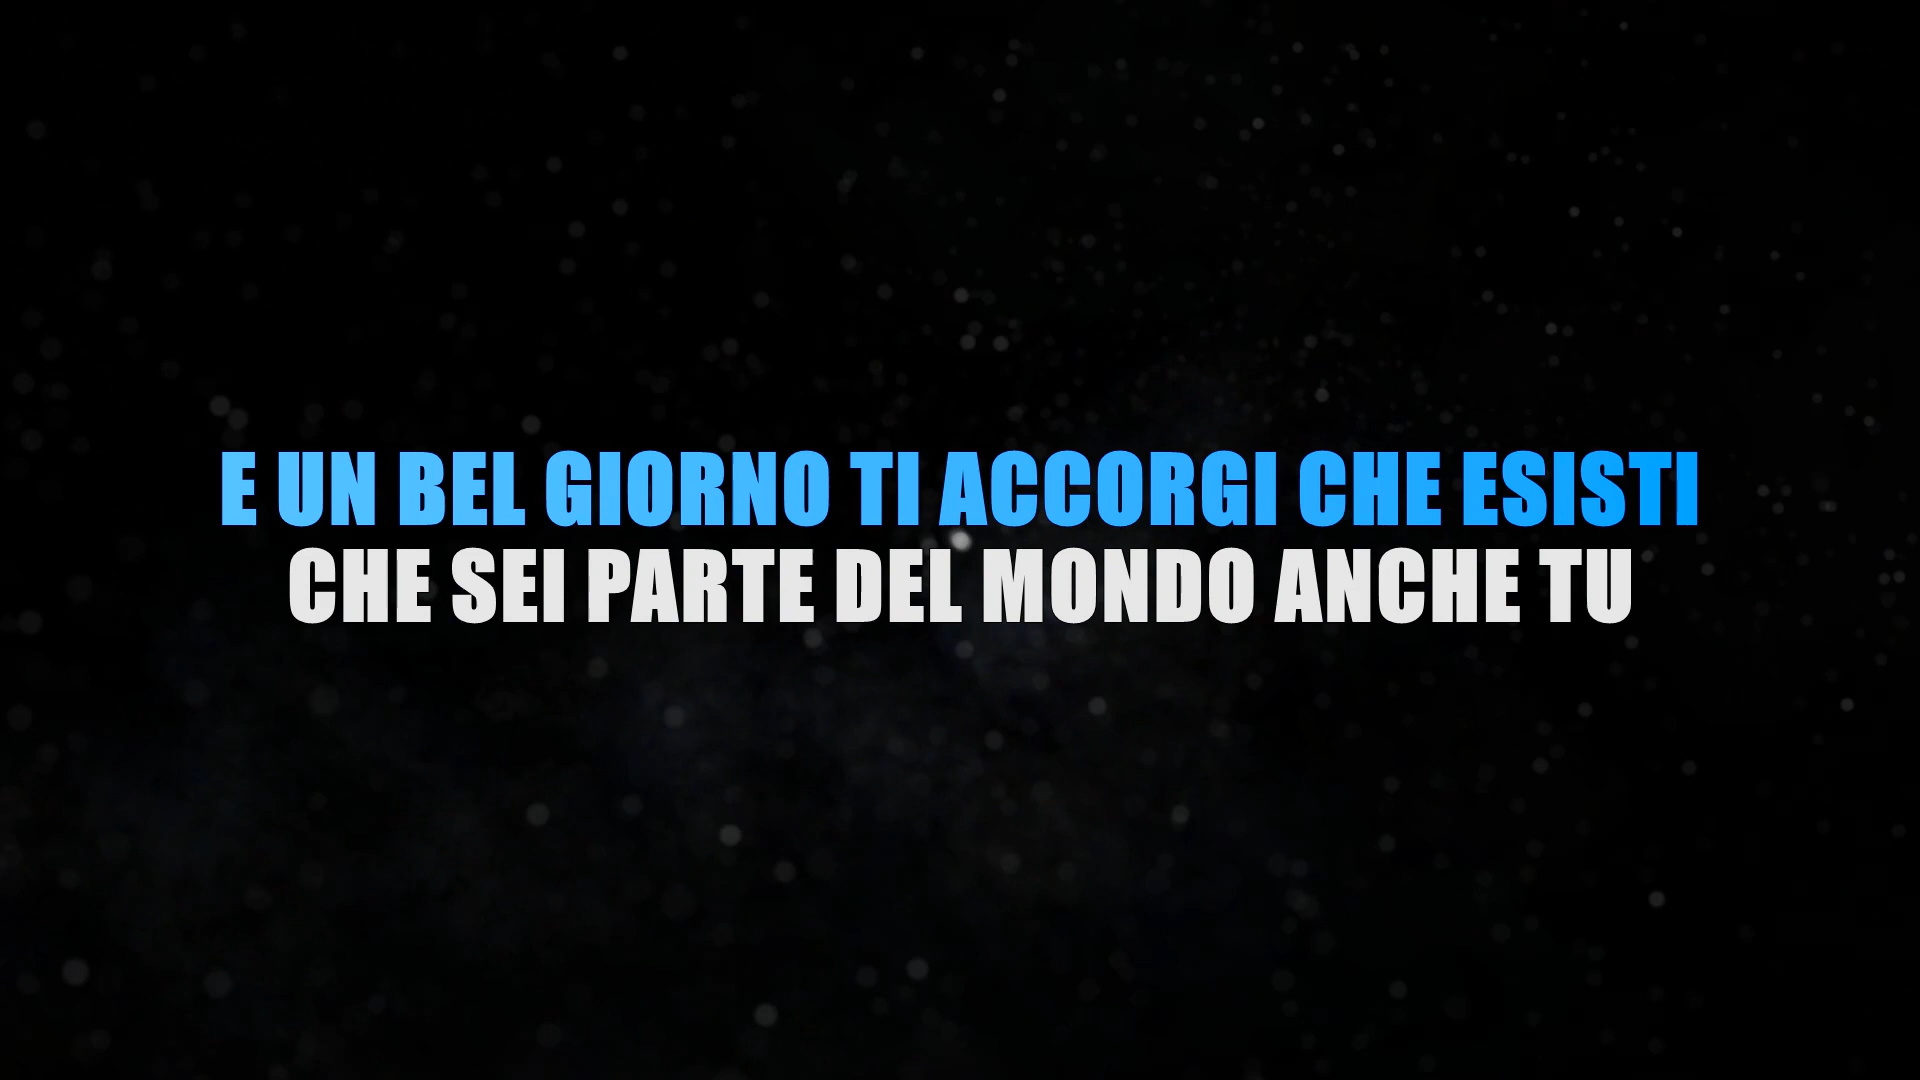 E UN BEL GIORNO TI ACCORGI CHE ESISTI
CHE SEI PARTE DEL MONDO ANCHE TU